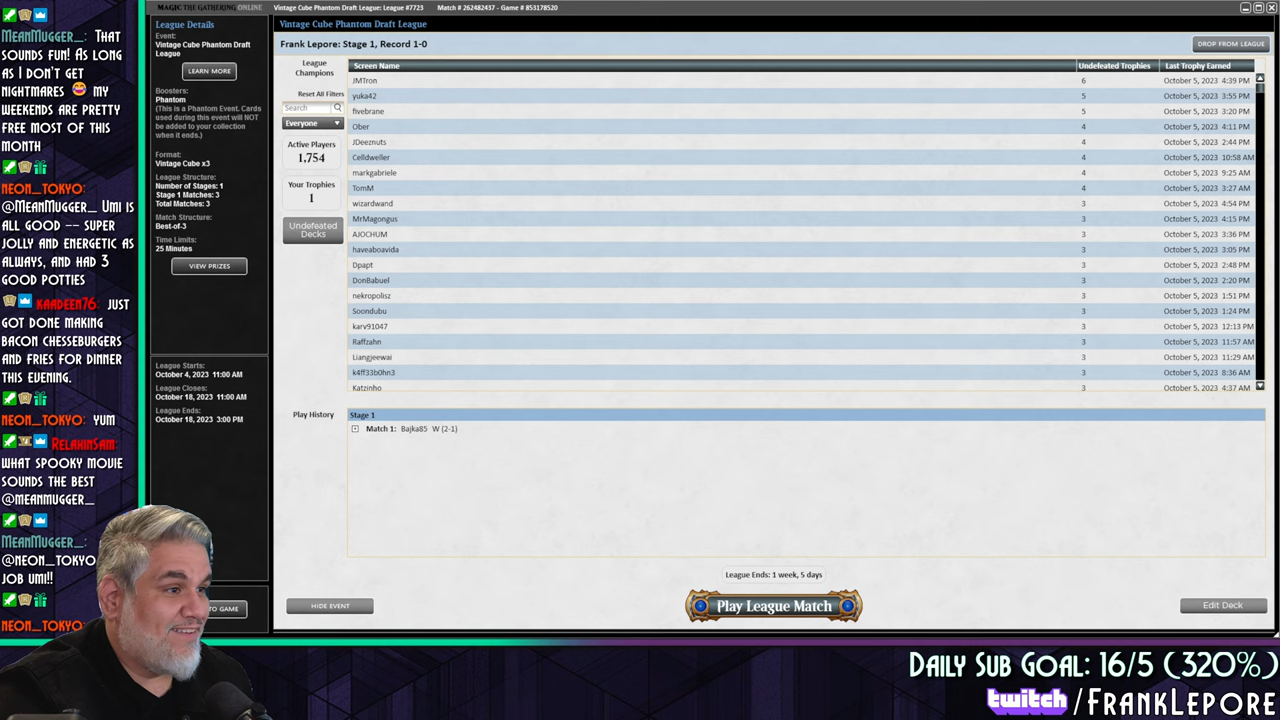 MeanMugger_: That
sounds fun! As long
as I don't get
nightmares 😅 my
weekends are pretty
free most of this
month
neon_tokyo:
@MeanMugger_ Umi is
all good -- super
jolly and energetic as
always, and had 3
good potties
kaadeen76: just
got done making
bacon chesseburgers
and fries for dinner
this evening.
neon_tokyo: yum
RelaxinSam:
what spooky movie
sounds the best
@meanmugger_
MeanMugger_:
@neon_tokyo
job Umi!!
neon_tokyo:
MAGIC THE GATHERING ONLINE
Vintage Cube Phantom Draft League: League #7723
Match # 262482437 - Game # 853178520
League Details
Event:
Vintage Cube Phantom Draft
League
LEARN MORE
Boosters:
Phantom
(This is a Phantom Event. Cards
used during this event will NOT
be added to your collection
when it ends.)
Format:
Vintage Cube x3
League Structure:
Number of Stages: 1
Stage 1 Matches: 3
Total Matches: 3
Match Structure:
Best-of-3
Time Limits:
25 Minutes
VIEW PRIZES
League Starts:
October 4, 2023 11:00 AM
League Closes:
October 18, 2023 11:00 AM
League Ends:
October 18, 2023 3:00 PM
TO GAME
Vintage Cube Phantom Draft League
Frank Lepore: Stage 1, Record 1-0
DROP FROM LEAGUE
League
Champions
Reset All Filters
Search
Everyone
Active Players
1,754
Your Trophies
1
Undefeated
Decks
Screen Name Undefeated Trophies Last Trophy Earned
JMTron 6 October 5, 2023 4:39 PM
yuka42 5 October 5, 2023 3:55 PM
fivebrane 5 October 5, 2023 3:20 PM
Ober 4 October 5, 2023 4:11 PM
JDeeznuts 4 October 5, 2023 2:44 PM
Celldweller 4 October 5, 2023 10:58 AM
markgabriele 4 October 5, 2023 9:25 AM
TomM 4 October 5, 2023 3:27 AM
wizardwand 3 October 5, 2023 4:54 PM
MrMagongus 3 October 5, 2023 4:15 PM
AJOCHUM 3 October 5, 2023 3:36 PM
haveaboavida 3 October 5, 2023 3:05 PM
Dpapt 3 October 5, 2023 2:48 PM
DonBabuel 3 October 5, 2023 2:20 PM
nekropolisz 3 October 5, 2023 1:51 PM
Soondubu 3 October 5, 2023 1:24 PM
karv91047 3 October 5, 2023 12:13 PM
Raffzahn 3 October 5, 2023 11:57 AM
Liangjeewai 3 October 5, 2023 11:29 AM
k4ff33b0hn3 3 October 5, 2023 8:36 AM
Katzinho 3 October 5, 2023 4:37 AM
Play History
Stage 1
Match 1: Bajka85 W (2-1)
League Ends: 1 week, 5 days
HIDE EVENT
Play League Match
Edit Deck
Daily Sub Goal: 16/5 (320%)
twitch/FrankLepore